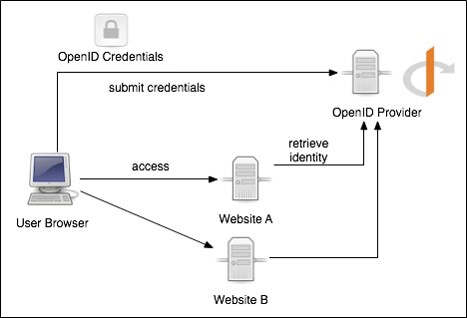 OpenID Credentials
submit credentials
OpenID Provider
retrieve
identity
access
User Browser
Website A
Website B